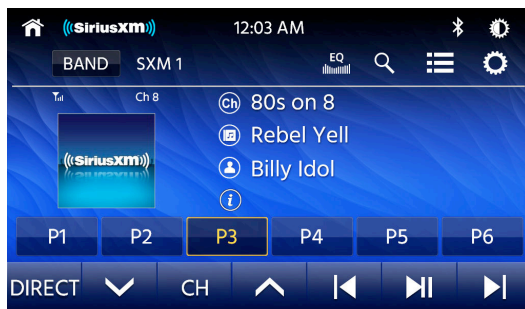 ((SiriusXM)) 12:03 AM
BAND SXM 1 EQ
Ch 8
Ch 80s on 8
Rebel Yell
((SiriusXM))
Billy Idol
i
P1 P2 P3 P4 P5 P6
DIRECT CH